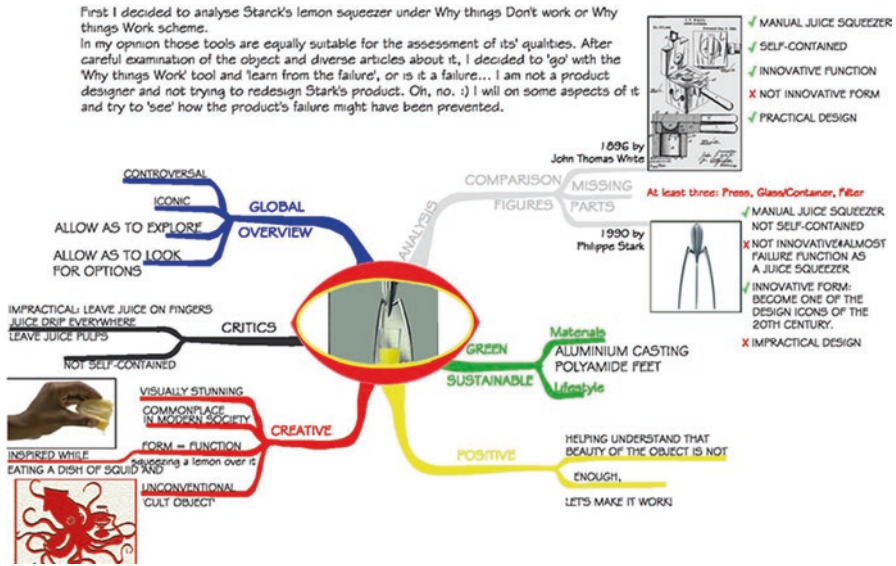 First I decided to analyse Starck's lemon squeezer under Why things Don't work or Why
things Work scheme.
In my opinion those tools are equally suitable for the assessment of its' qualities. After
careful examination of the object and diverse articles about it, I decided to 'go' with the
'Why things Work' tool and 'learn from the failure', or is it a failure... I am not a product
designer and not trying to redesign Stark's product. Oh, no. :) I will on some aspects of it
and try to 'see' how the product's failure might have been prevented.
MANUAL JUICE SQUEEZER
SELF-CONTAINED
INNOVATIVE FUNCTION
NOT INNOVATIVE FORM
PRACTICAL DESIGN
1896 by
John Thomas White
CONTROVERSAL
ICONIC
ALLOW AS TO EXPLORE
ALLOW AS TO LOOK
FOR OPTIONS
GLOBAL
OVERVIEW
ANALYSIS
COMPARISON
FIGURES
MISSING
PARTS
At least three: Press, Glass/Container, Filter
1990 by
Philippe Stark
MANUAL JUICE SQUEEZER
NOT SELF-CONTAINED
NOT INNOVATIVE&ALMOST
FAILURE FUNCTION AS
A JUICE SQUEEZER
INNOVATIVE FORM:
BECOME ONE OF THE
DESIGN ICONS OF THE
20TH CENTURY.
IMPRACTICAL DESIGN
IMPRACTICAL: LEAVE JUICE ON FINGERS
JUICE DRIP EVERYWHERE
LEAVE JUICE PULPS
NOT SELF-CONTAINED
CRITICS
GREEN
SUSTAINABLE
Materials
ALUMINIUM CASTING
POLYAMIDE FEET
Lifestyle
VISUALLY STUNNING
COMMONPLACE
IN MODERN SOCIETY
FORM = FUNCTION
squeezing a lemon over it
INSPIRED WHILE
EATING A DISH OF SQUID AND
UNCONVENTIONAL
'CULT OBJECT'
CREATIVE
POSITIVE
HELPING UNDERSTAND THAT
BEAUTY OF THE OBJECT IS NOT
ENOUGH,
LET'S MAKE IT WORK!